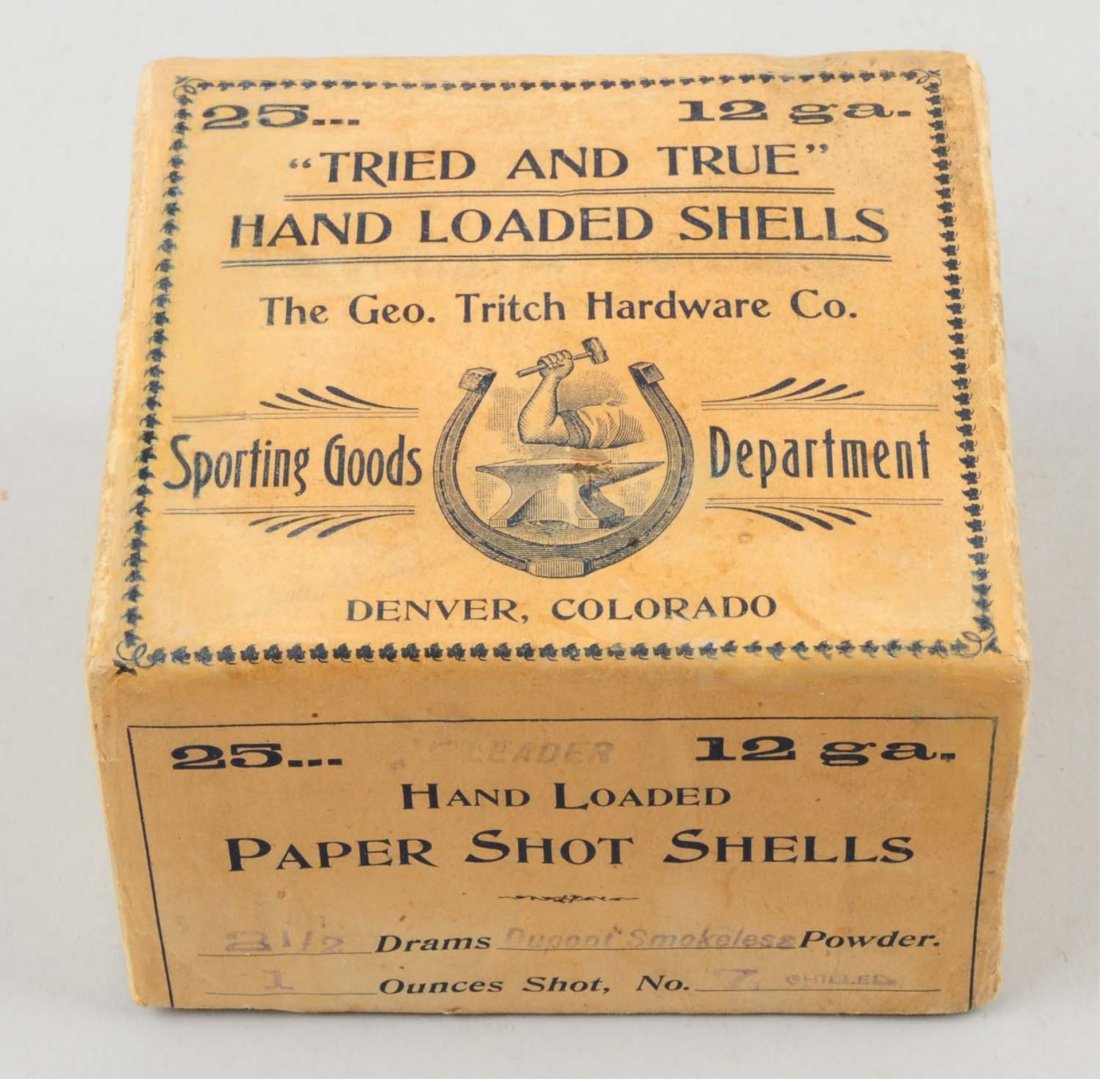 25... 12 ga.
"TRIED AND TRUE"
HAND LOADED SHELLS
The Geo. Tritch Hardware Co.
Sporting Goods Department
DENVER, COLORADO
LEADER
25... 12 ga.
HAND LOADED
PAPER SHOT SHELLS
1/2 Drams Dupont Smokeless Powder.
1 Ounces Shot, No. 7, CHILLED